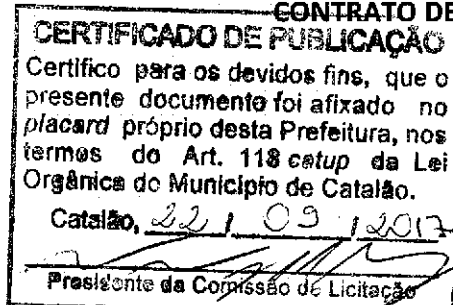 CONTRATO DE
CERTIFICADO DE PUBLICAÇÃO
Certifico para os devidos fins, que o
presente documento foi afixado no
placard próprio desta Prefeitura, nos
termos do Art. 118 catup da Lei
Orgânica do Município de Catalão.
Catalão, 22 / 09 / 2017
Presidente da Comissão de Licitação